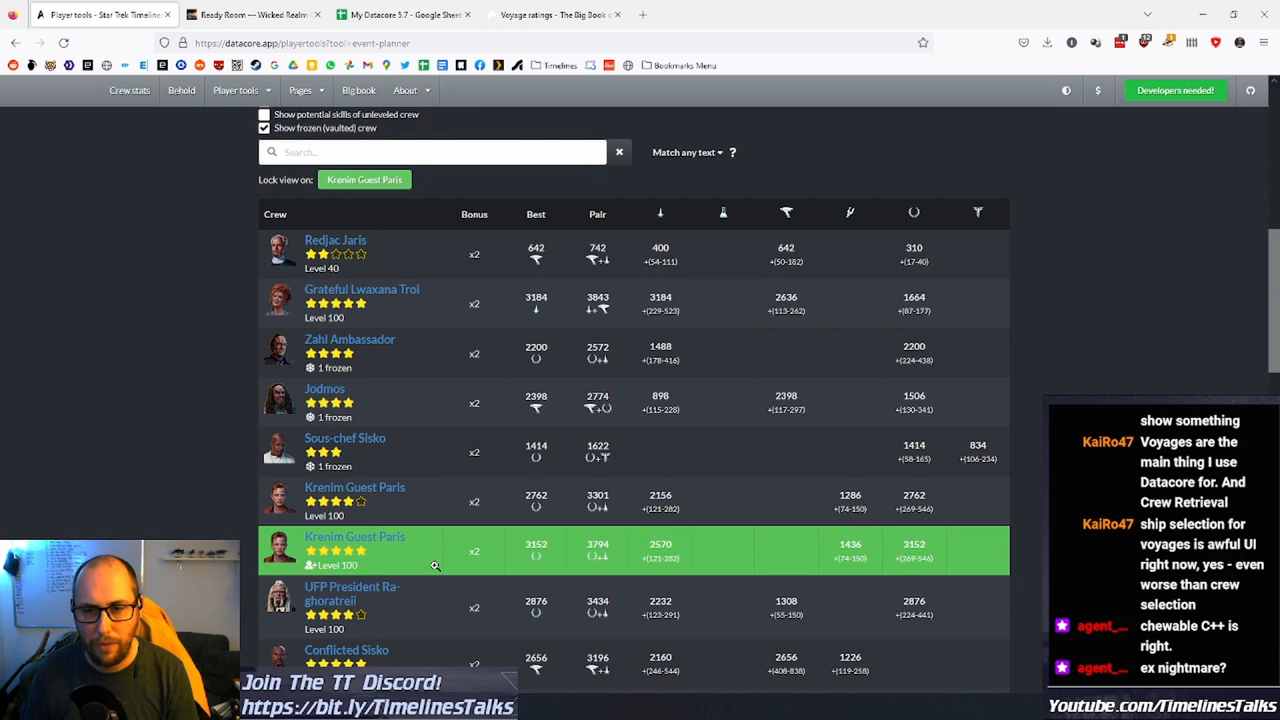 Player tools - Star Trek Timeline
Ready Room — Wicked Realm
My Datacore 5.7 - Google Sheet
Voyage ratings - The Big Book o
https://datacore.app/playertools?tool=event-planner
Timelines
Bookmarks Menu
Crew stats
Behold
Player tools
Pages
Big book
About
Developers needed!
Show potential skills of unleveled crew
Show frozen (vaulted) crew
Search...
Match any text
Lock view on:
Krenim Guest Paris
Crew
Bonus
Best
Pair
Redjac Jaris
Level 40
x2
642
742
400
+(54-111)
642
+(50-182)
310
+(17-40)
Grateful Lwaxana Troi
Level 100
x2
3184
3843
3184
+(229-523)
2636
+(113-262)
1664
+(87-177)
Zahl Ambassador
1 frozen
x2
2200
2572
1488
+(178-416)
2200
+(224-438)
Jodmos
1 frozen
x2
2398
2774
898
+(115-228)
2398
+(117-297)
1506
+(130-341)
Sous-chef Sisko
1 frozen
x2
1414
1622
1414
+(58-165)
834
+(106-234)
Krenim Guest Paris
Level 100
x2
2762
3301
2156
+(121-282)
1286
+(74-150)
2762
+(269-546)
Krenim Guest Paris
Level 100
x2
3152
3794
2570
+(121-282)
1436
+(74-150)
3152
+(269-546)
UFP President Ra-
ghoratreii
Level 100
x2
2876
3434
2232
+(123-291)
1308
+(55-150)
2876
+(224-441)
Conflicted Sisko
x2
2656
3196
2160
+(246-544)
2656
+(408-838)
1226
+(119-258)
show something
KaiRo47 Voyages are the
main thing I use
Datacore for. And
Crew Retrieval
KaiRo47 ship selection for
voyages is awful UI
right now, yes - even
worse than crew
selection
agent_... chewable C++ is
right.
agent_... ex nightmare?
Join The TT Discord!
https://bit.ly/TimelinesTalks
Youtube.com/TimelinesTalks